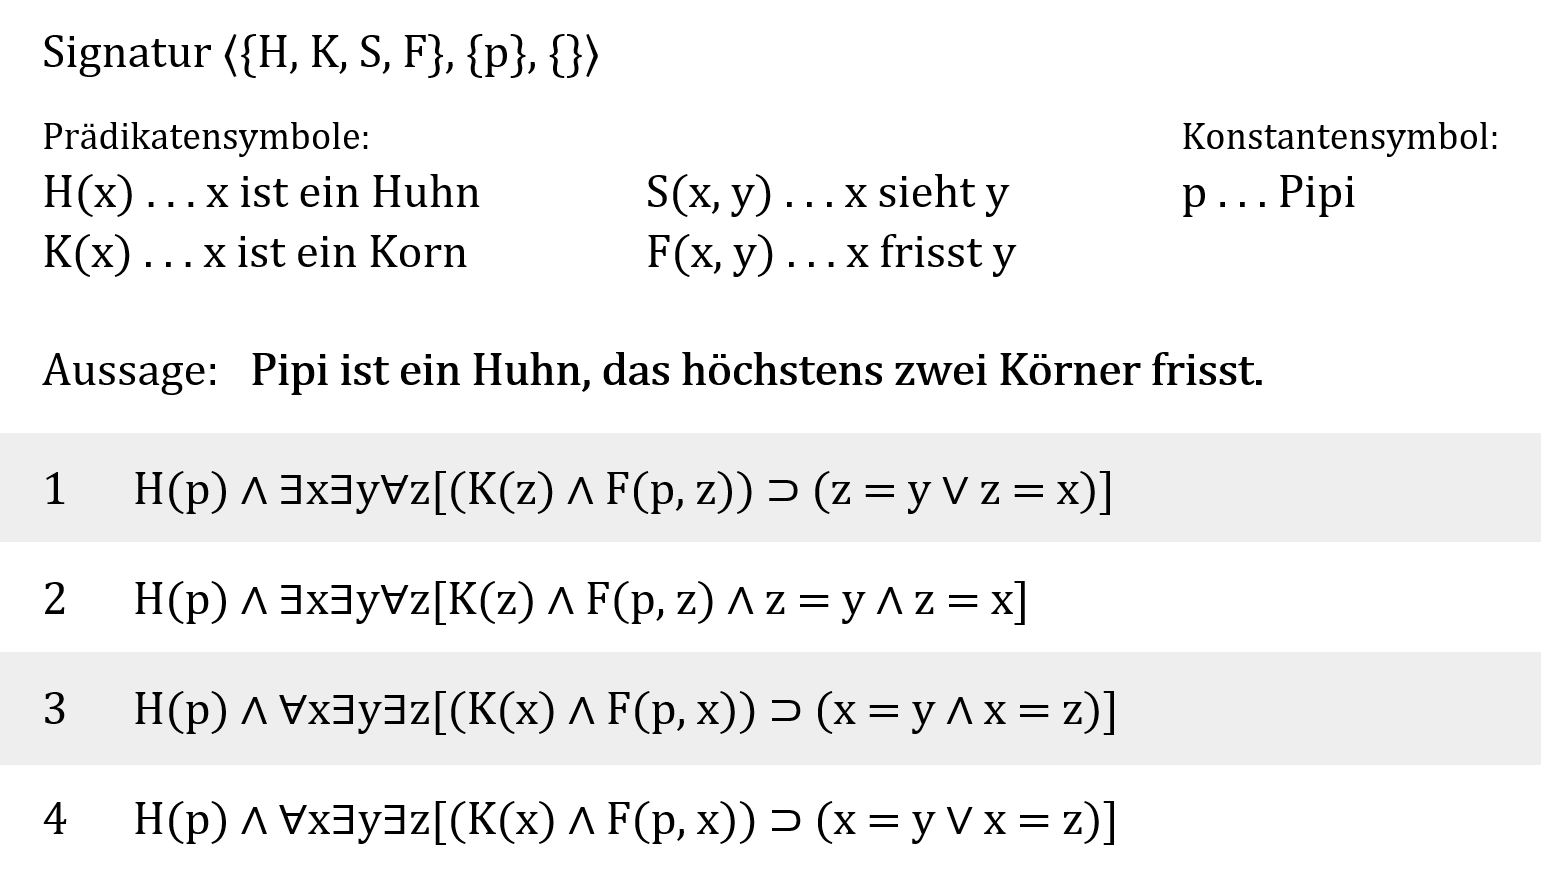 Signatur ⟨{H, K, S, F}, {p}, {}⟩
Prädikatensymbole:
Konstantensymbol:
H(x) . . . x ist ein Huhn
S(x, y) . . . x sieht y
p . . . Pipi
K(x) . . . x ist ein Korn
F(x, y) . . . x frisst y
Aussage: Pipi ist ein Huhn, das höchstens zwei Körner frisst.
1 H(p) ∧ ∃x∃y∀z[(K(z) ∧ F(p, z)) ⊃ (z = y ∨ z = x)]
2 H(p) ∧ ∃x∃y∀z[K(z) ∧ F(p, z) ∧ z = y ∧ z = x]
3 H(p) ∧ ∀x∃y∃z[(K(x) ∧ F(p, x)) ⊃ (x = y ∧ x = z)]
4 H(p) ∧ ∀x∃y∃z[(K(x) ∧ F(p, x)) ⊃ (x = y ∨ x = z)]